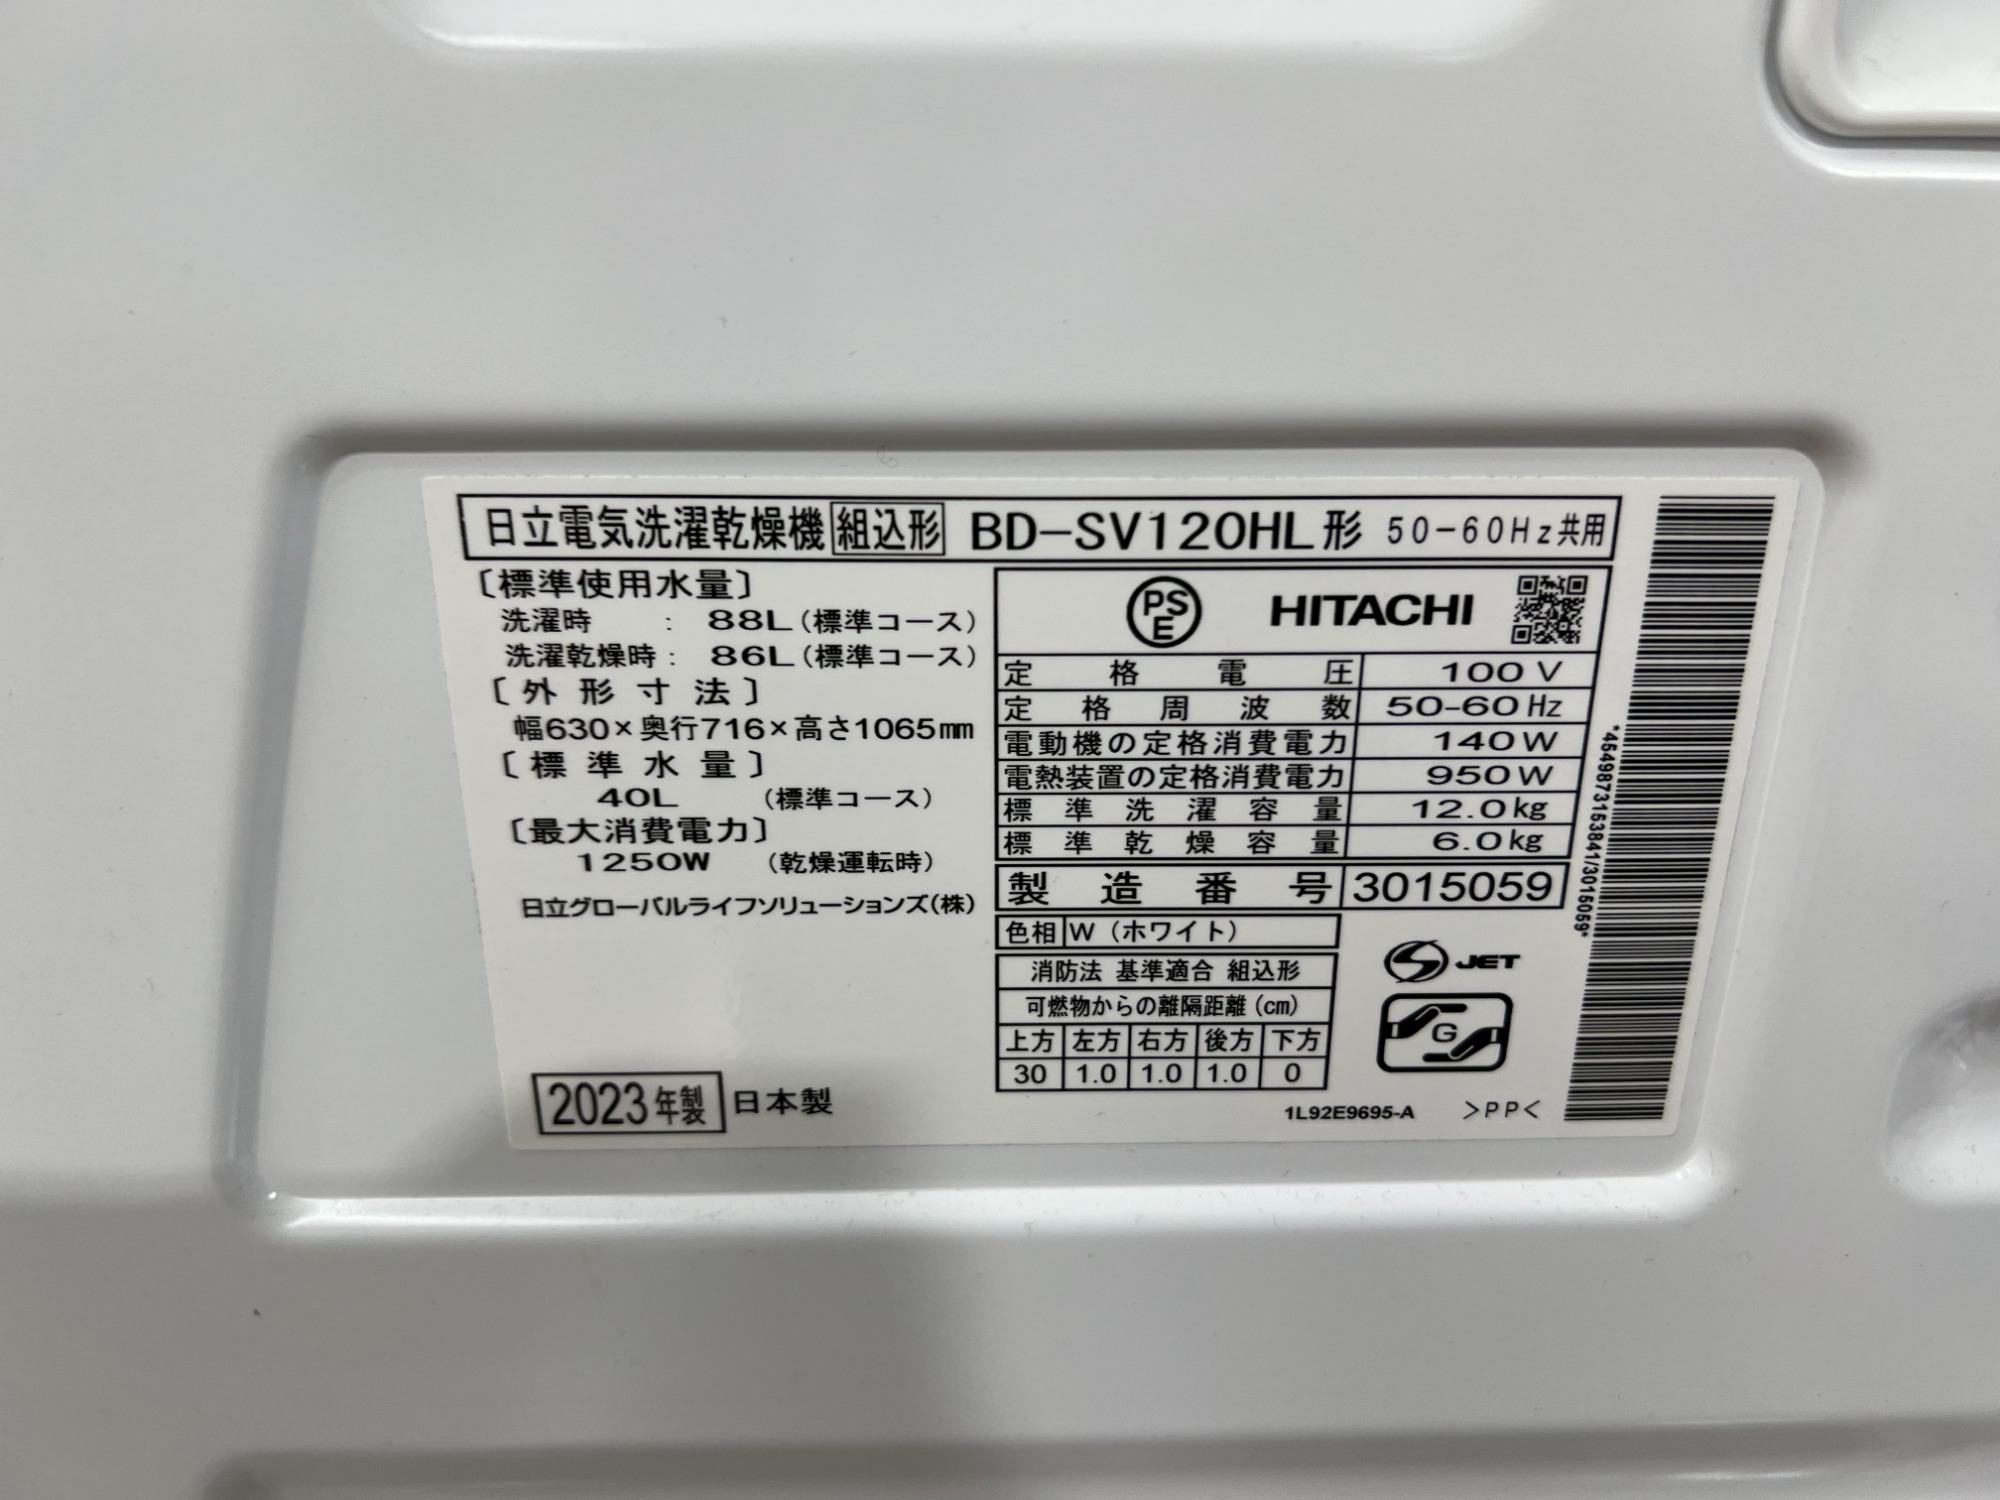 日立電気洗濯乾燥機 組込形 BD-SV120HL形 50-60Hz共用
〔標準使用水量〕
洗濯時 : 88L(標準コース)
洗濯乾燥時: 86L(標準コース)
〔外形寸法〕
幅630×奥行716×高さ1065mm
〔標準水量〕
40L (標準コース)
〔最大消費電力〕
1250W (乾燥運転時)
日立グローバルライフソリューションズ(株)
2023年製 日本製
PSE HITACHI
定格電圧 100V
定格周波数 50-60Hz
電動機の定格消費電力 140W
電熱装置の定格消費電力 950W
標準洗濯容量 12.0kg
標準乾燥容量 6.0kg
製造番号 3015059
色相 W(ホワイト)
消防法 基準適合 組込形
可燃物からの離隔距離(cm)
上方 左方 右方 後方 下方
30 1.0 1.0 1.0 0
S JET
G
1L92E9695-A >PP<
*4549873153841/3015059*